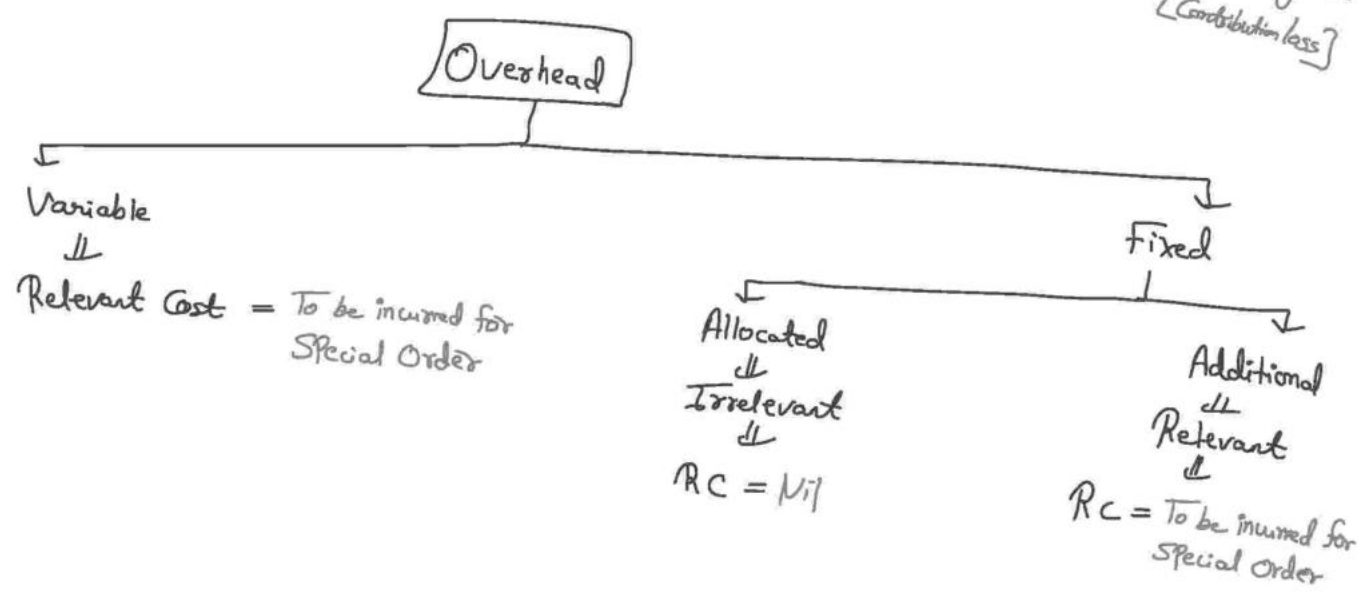 [Contribution loss]
Overhead
Variable
Relevant Cost = To be incurred for
Special Order
Fixed
Allocated
Irrelevant
RC = Nil
Additional
Relevant
RC = To be incurred for
Special Order